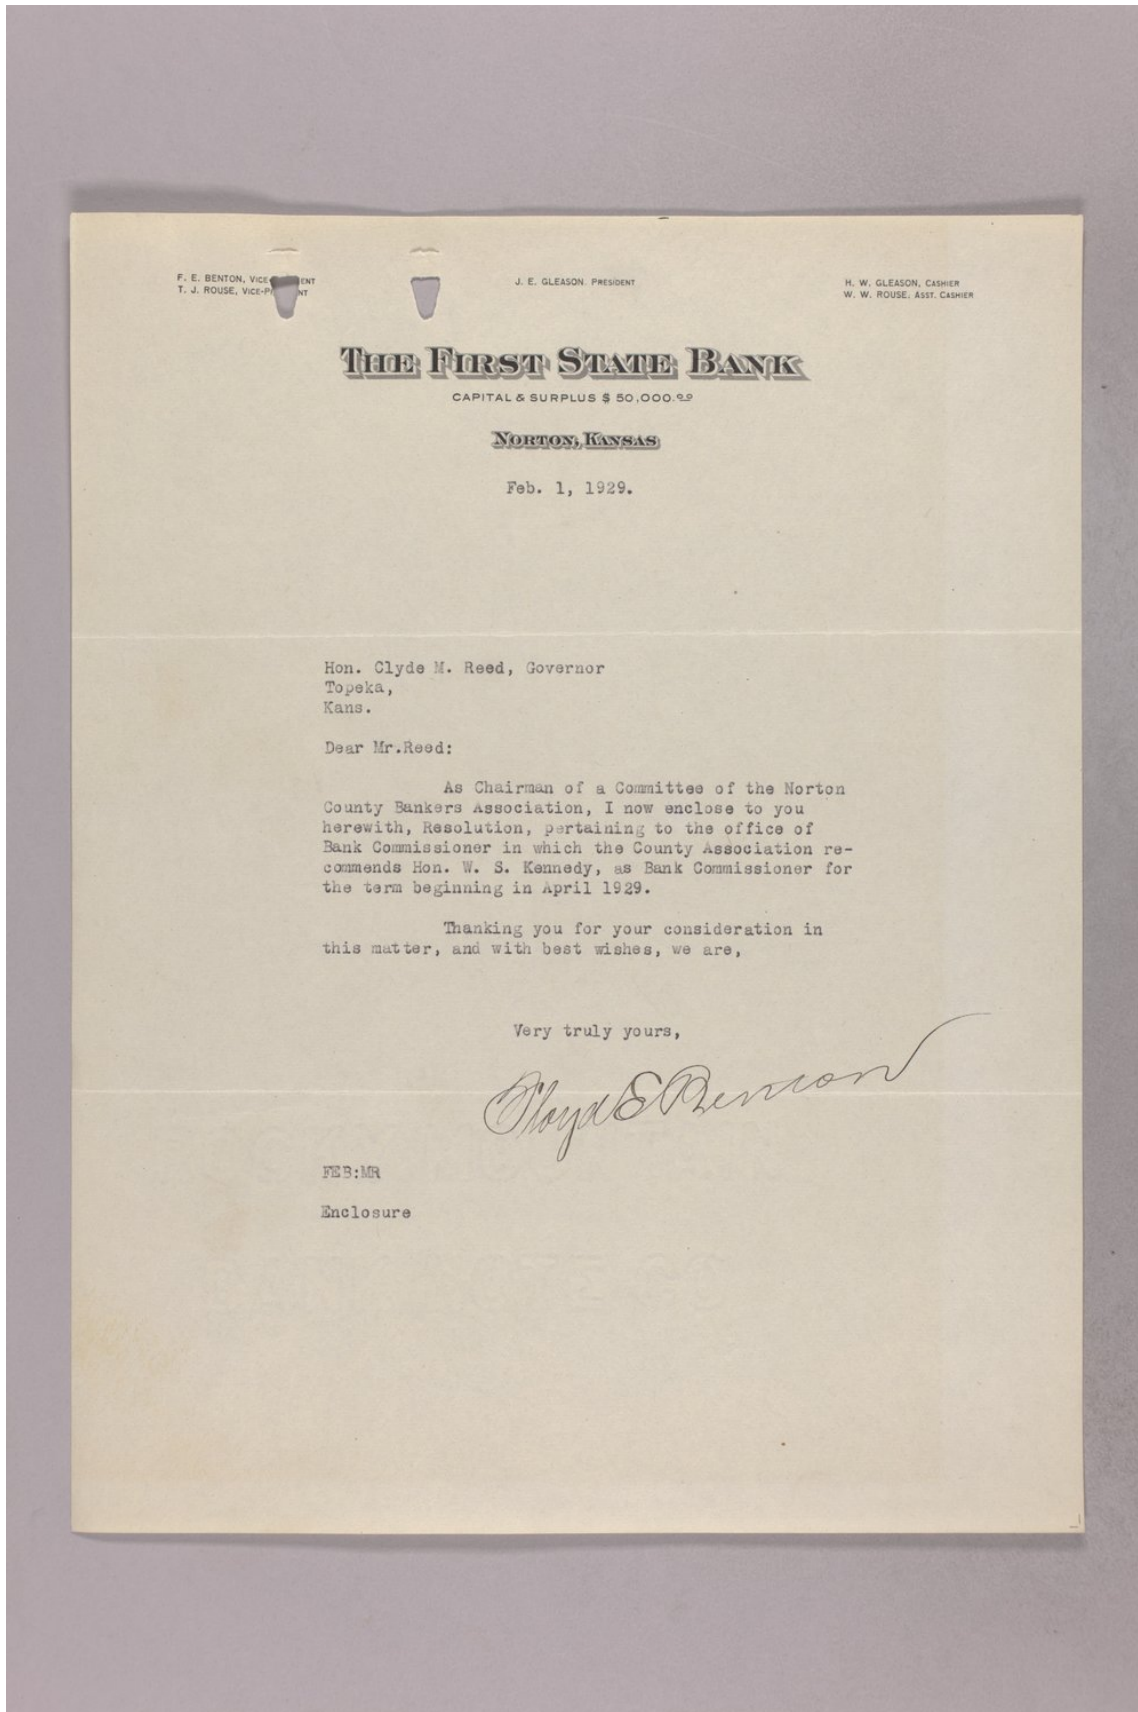 F. E. BENTON, VICE- ENT
T. J. ROUSE, VICE-P NT
J. E. GLEASON. PRESIDENT
H. W. GLEASON, CASHIER
W. W. ROUSE. ASST. CASHIER
THE FIRST STATE BANK
CAPITAL & SURPLUS $ 50,000.00
NORTON, KANSAS
Feb. 1, 1929.
Hon. Clyde M. Reed, Governor
Topeka,
Kans.
Dear Mr.Reed:
As Chairman of a Committee of the Norton
County Bankers Association, I now enclose to you
herewith, Resolution, pertaining to the office of
Bank Commissioner in which the County Association re-
commends Hon. W. S. Kennedy, as Bank Commissioner for
the term beginning in April 1929.
Thanking you for your consideration in
this matter, and with best wishes, we are,
Very truly yours,
Floyd E Benton
FEB:MR
Enclosure